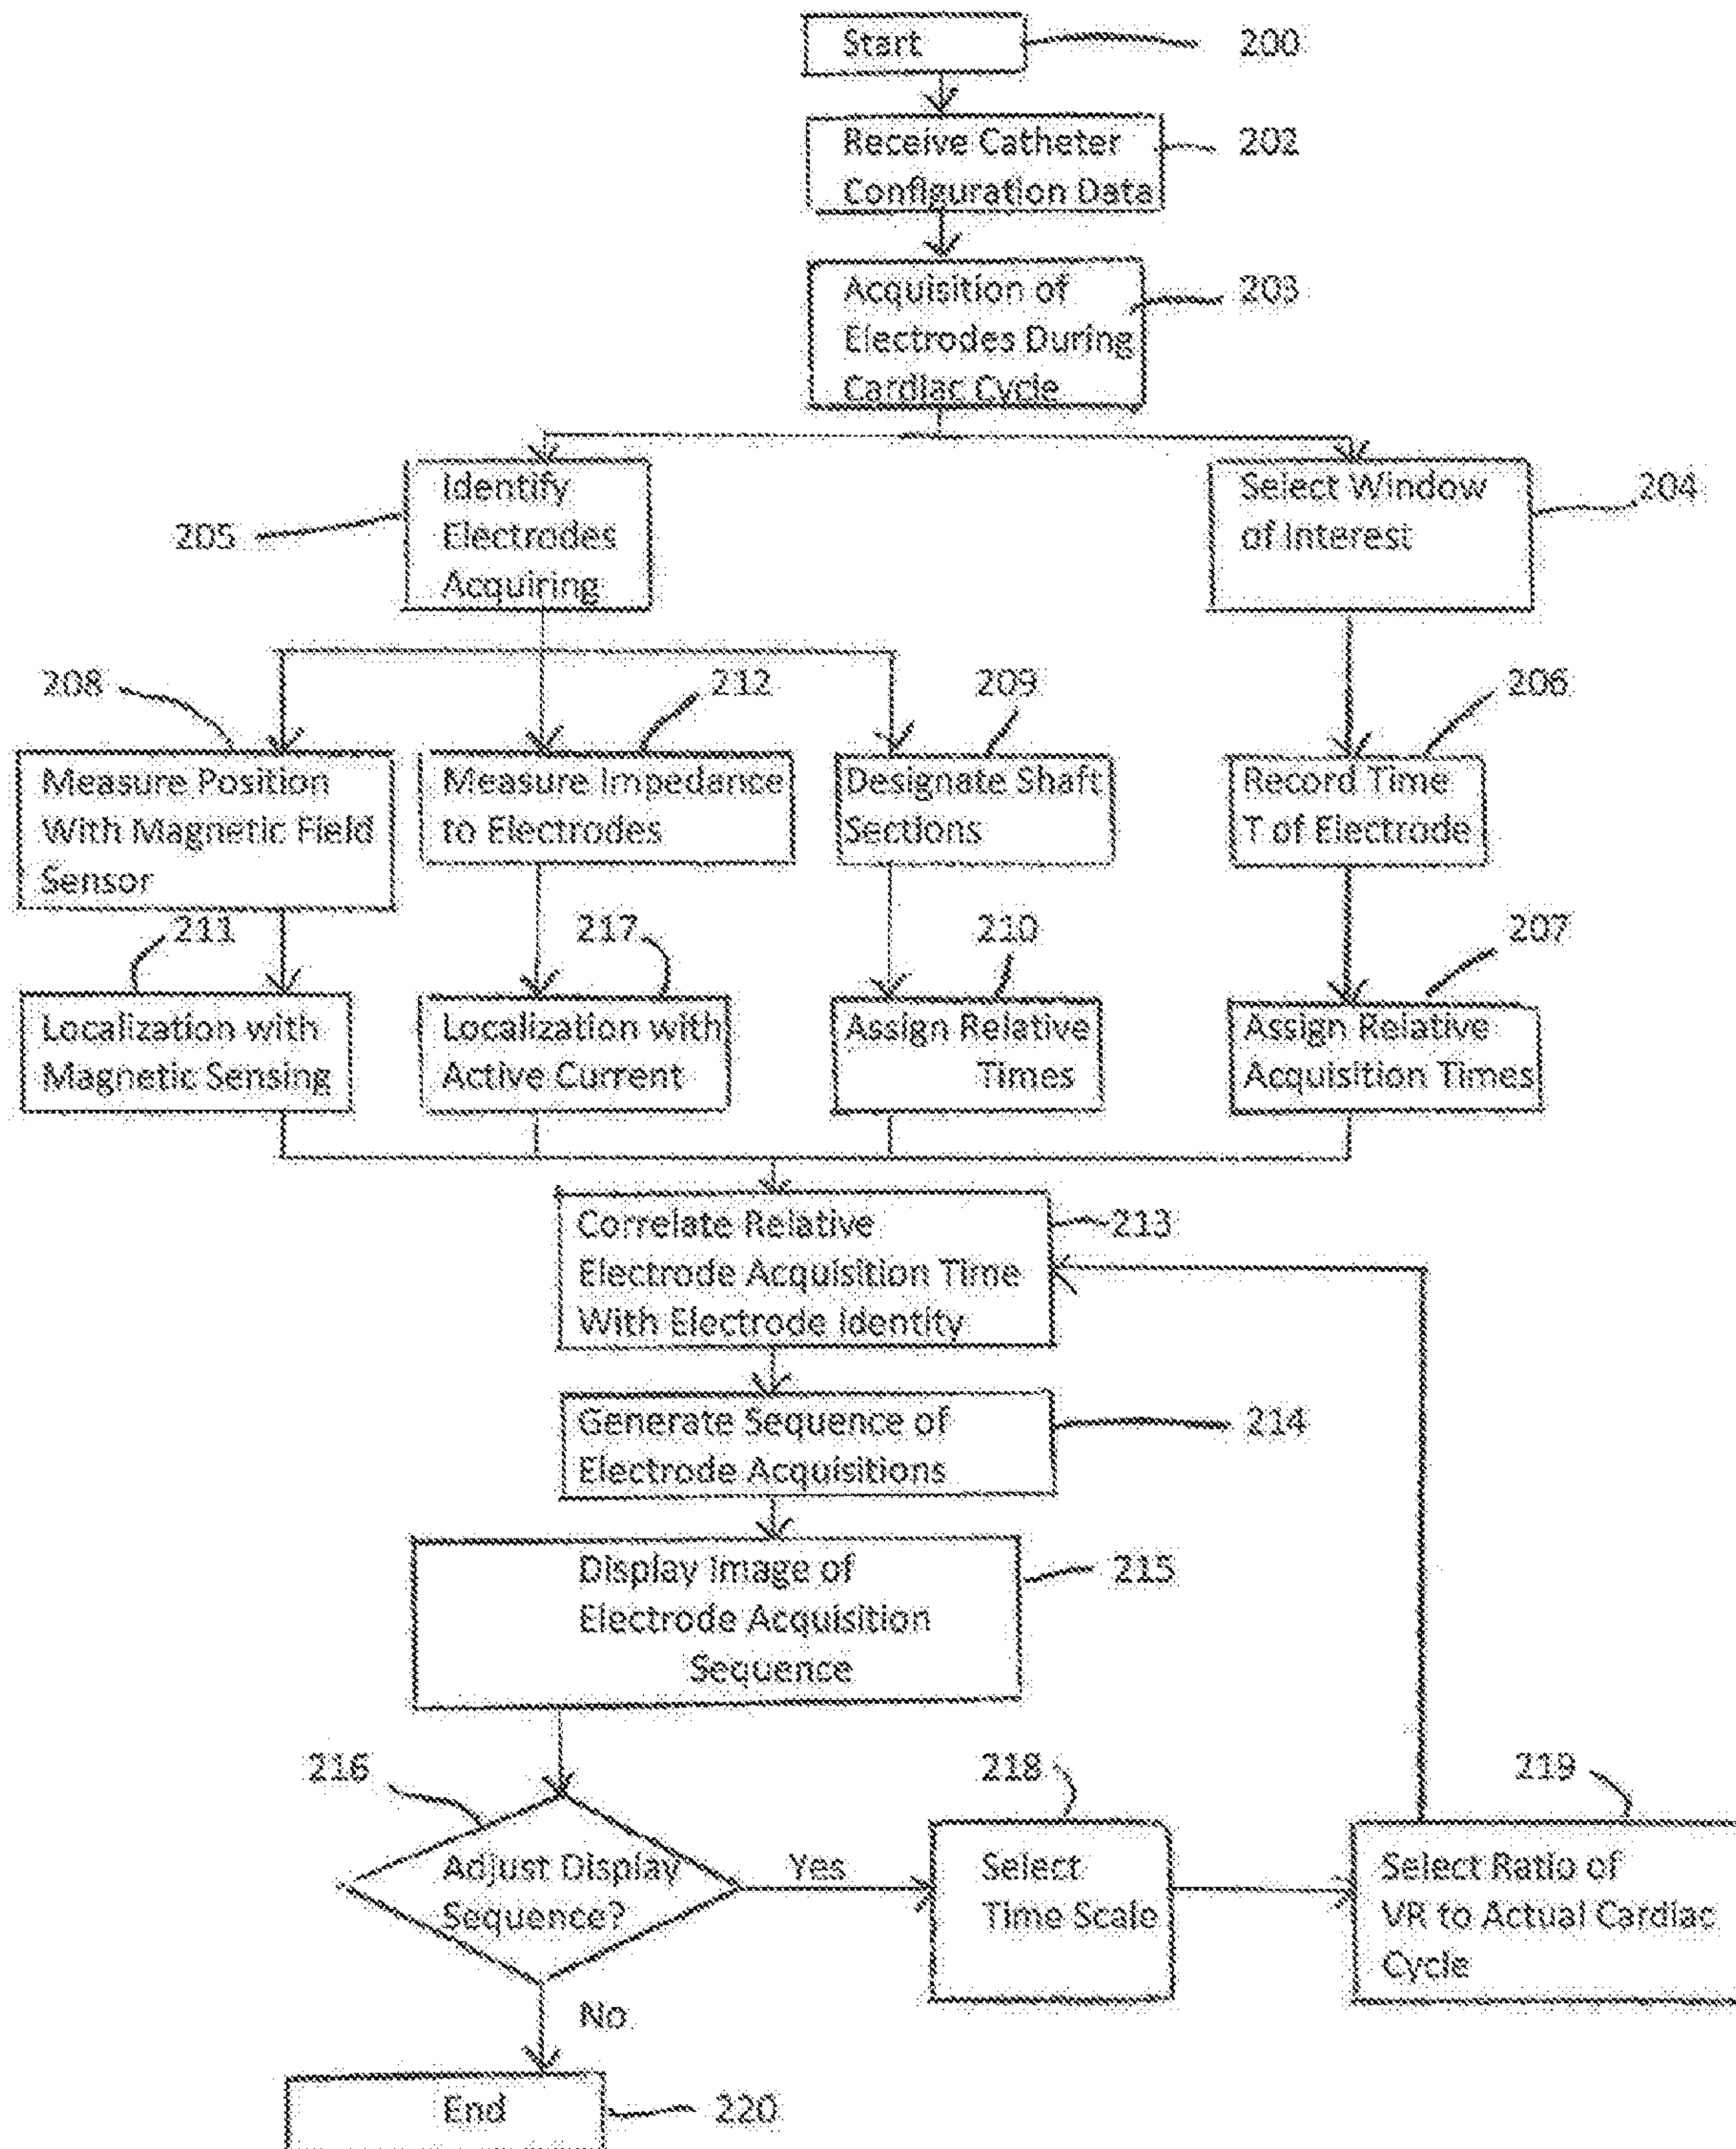 Start
200
Receive Catheter
Configuration Data
202
Acquisition of
Electrodes During
Cardiac Cycle
203
Identify
Electrodes
Acquiring
205
Select Window
of Interest
204
208
212
209
206
Measure Position
With Magnetic Field
Sensor
Measure Impedance
to Electrodes
Designate Shaft
Sections
Record Time
T of Electrode
211
217
210
207
Localization with
Magnetic Sensing
Localization with
Active Current
Assign Relative
Times
Assign Relative
Acquisition Times
Correlate Relative
Electrode Acquisition Time
With Electrode Identity
213
Generate Sequence of
Electrode Acquisitions
214
Display Image of
Electrode Acquisition
Sequence
215
216
218
219
Adjust Display
Sequence?
Yes
Select
Time Scale
Select Ratio of
VR to Actual Cardiac
Cycle
No
End
220